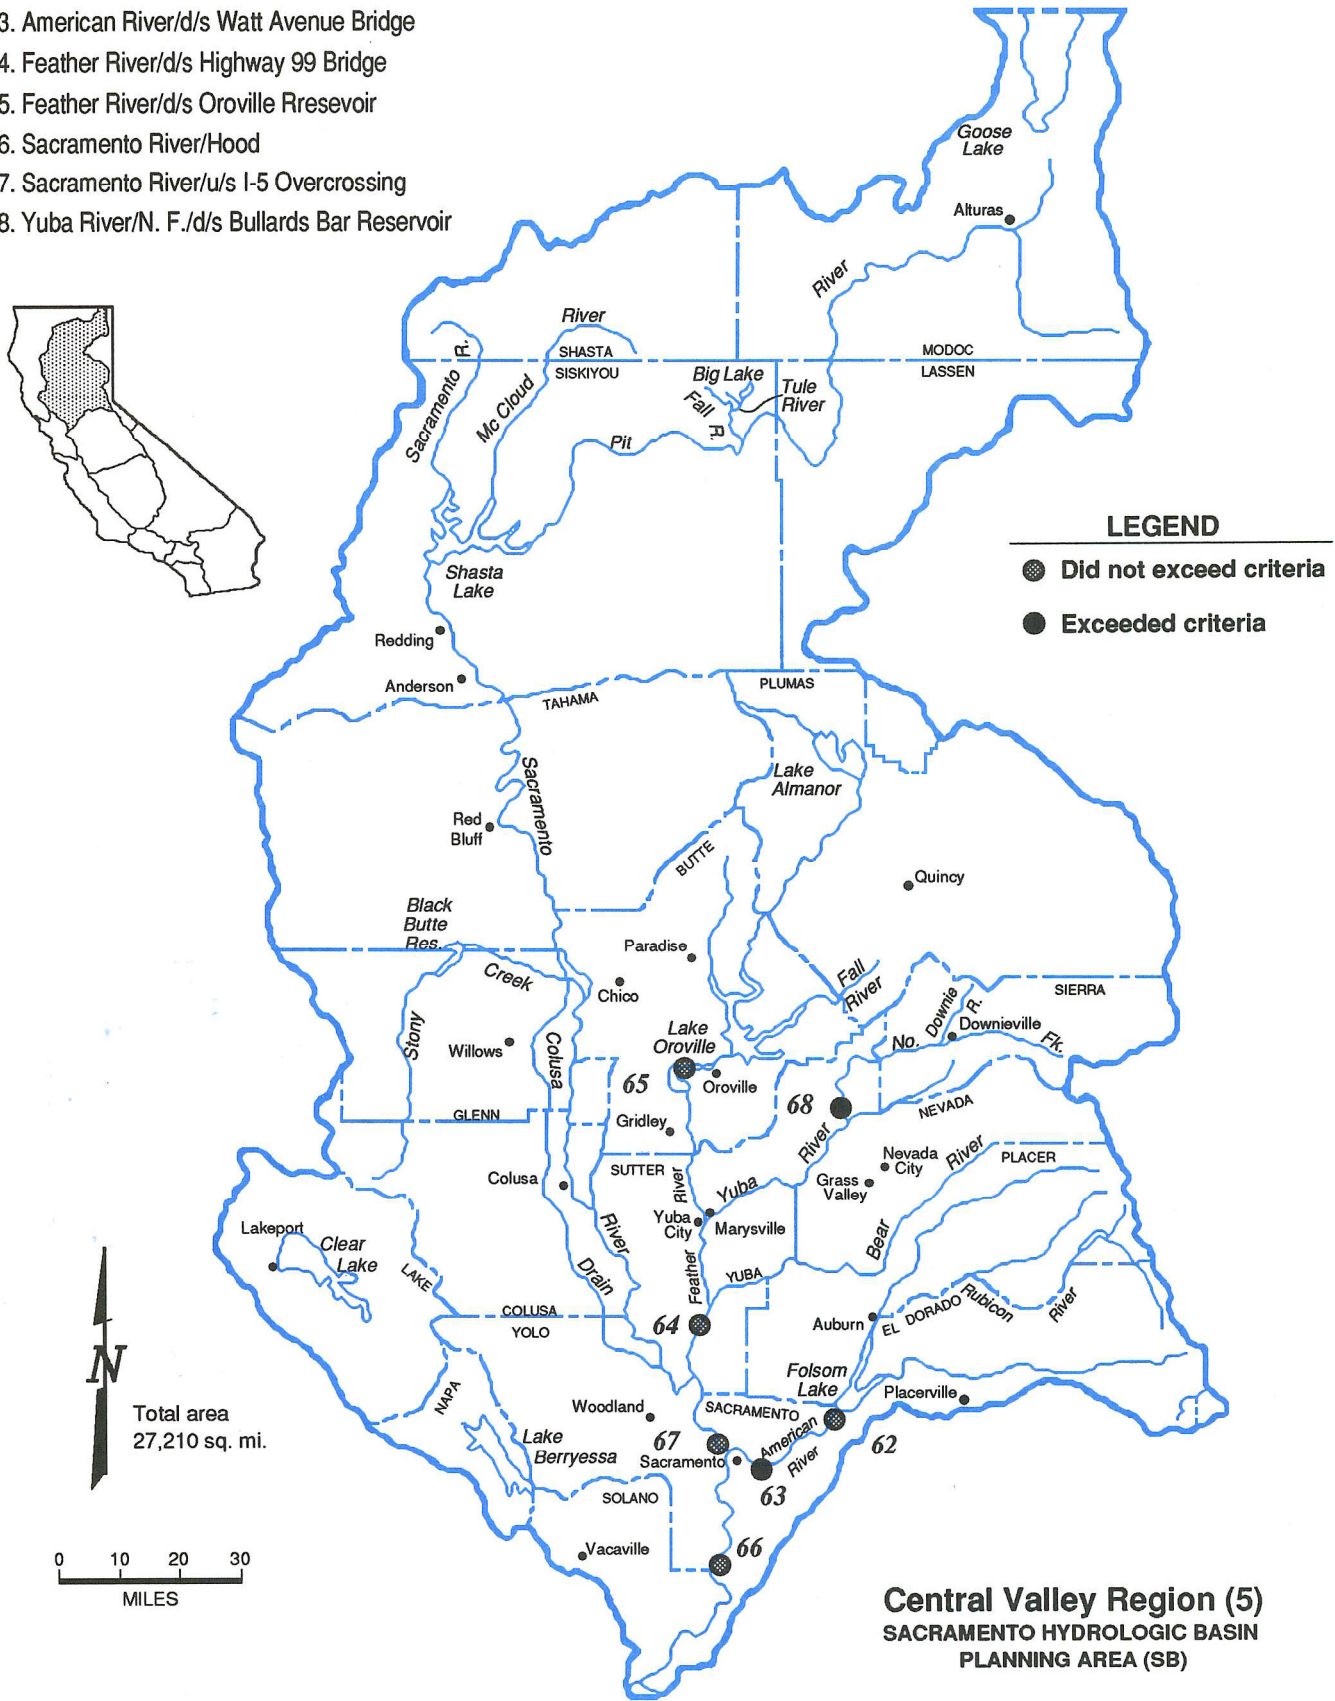 3. American River/d/s Watt Avenue Bridge
4. Feather River/d/s Highway 99 Bridge
5. Feather River/d/s Oroville Rresevoir
6. Sacramento River/Hood
7. Sacramento River/u/s I-5 Overcrossing
8. Yuba River/N. F./d/s Bullards Bar Reservoir
Goose
Lake
Alturas
River
River
SHASTA
SISKIYOU
MODOC
LASSEN
Sacramento R.
Mc Cloud
Big Lake
Tule
River
Fall R.
Pit
LEGEND
Did not exceed criteria
Exceeded criteria
Shasta
Lake
Redding
Anderson
TAHAMA
PLUMAS
Sacramento
Lake
Almanor
Red
Bluff
BUTTE
Quincy
Black
Butte
Res.
Paradise
Creek
Chico
Fall
River
SIERRA
Downie R.
Downieville
No.
Fk.
Stony
Willows
Colusa
Lake
Oroville
65
Oroville
68
GLENN
Gridley
NEVADA
River
SUTTER
River
Nevada
City
River
PLACER
Colusa
Yuba
Grass
Valley
Yuba
City
Marysville
Lakeport
Clear
Lake
River
Bear
LAKE
Drain
Feather
YUBA
COLUSA
YOLO
64
Auburn
EL DORADO
Rubicon
River
N
Folsom
Lake
Placerville
NAPA
Total area
27,210 sq. mi.
Woodland
SACRAMENTO
Lake
Berryessa
67
Sacramento
American
River
62
63
SOLANO
66
Vacaville
0 10 20 30
MILES
Central Valley Region (5)
SACRAMENTO HYDROLOGIC BASIN
PLANNING AREA (SB)